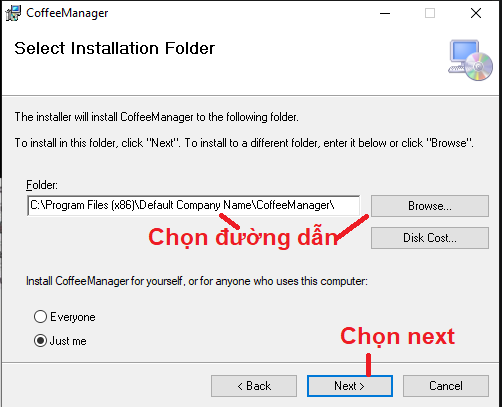 CoffeeManager
Select Installation Folder
The installer will install CoffeeManager to the following folder.
To install in this folder, click "Next". To install to a different folder, enter it below or click "Browse".
Folder:
C:\Program Files (x86)\Default Company Name\CoffeeManager\
Browse...
Chọn đường dẫn
Disk Cost...
Install CoffeeManager for yourself, or for anyone who uses this computer:
Everyone
Just me
Chọn next
< Back
Next >
Cancel